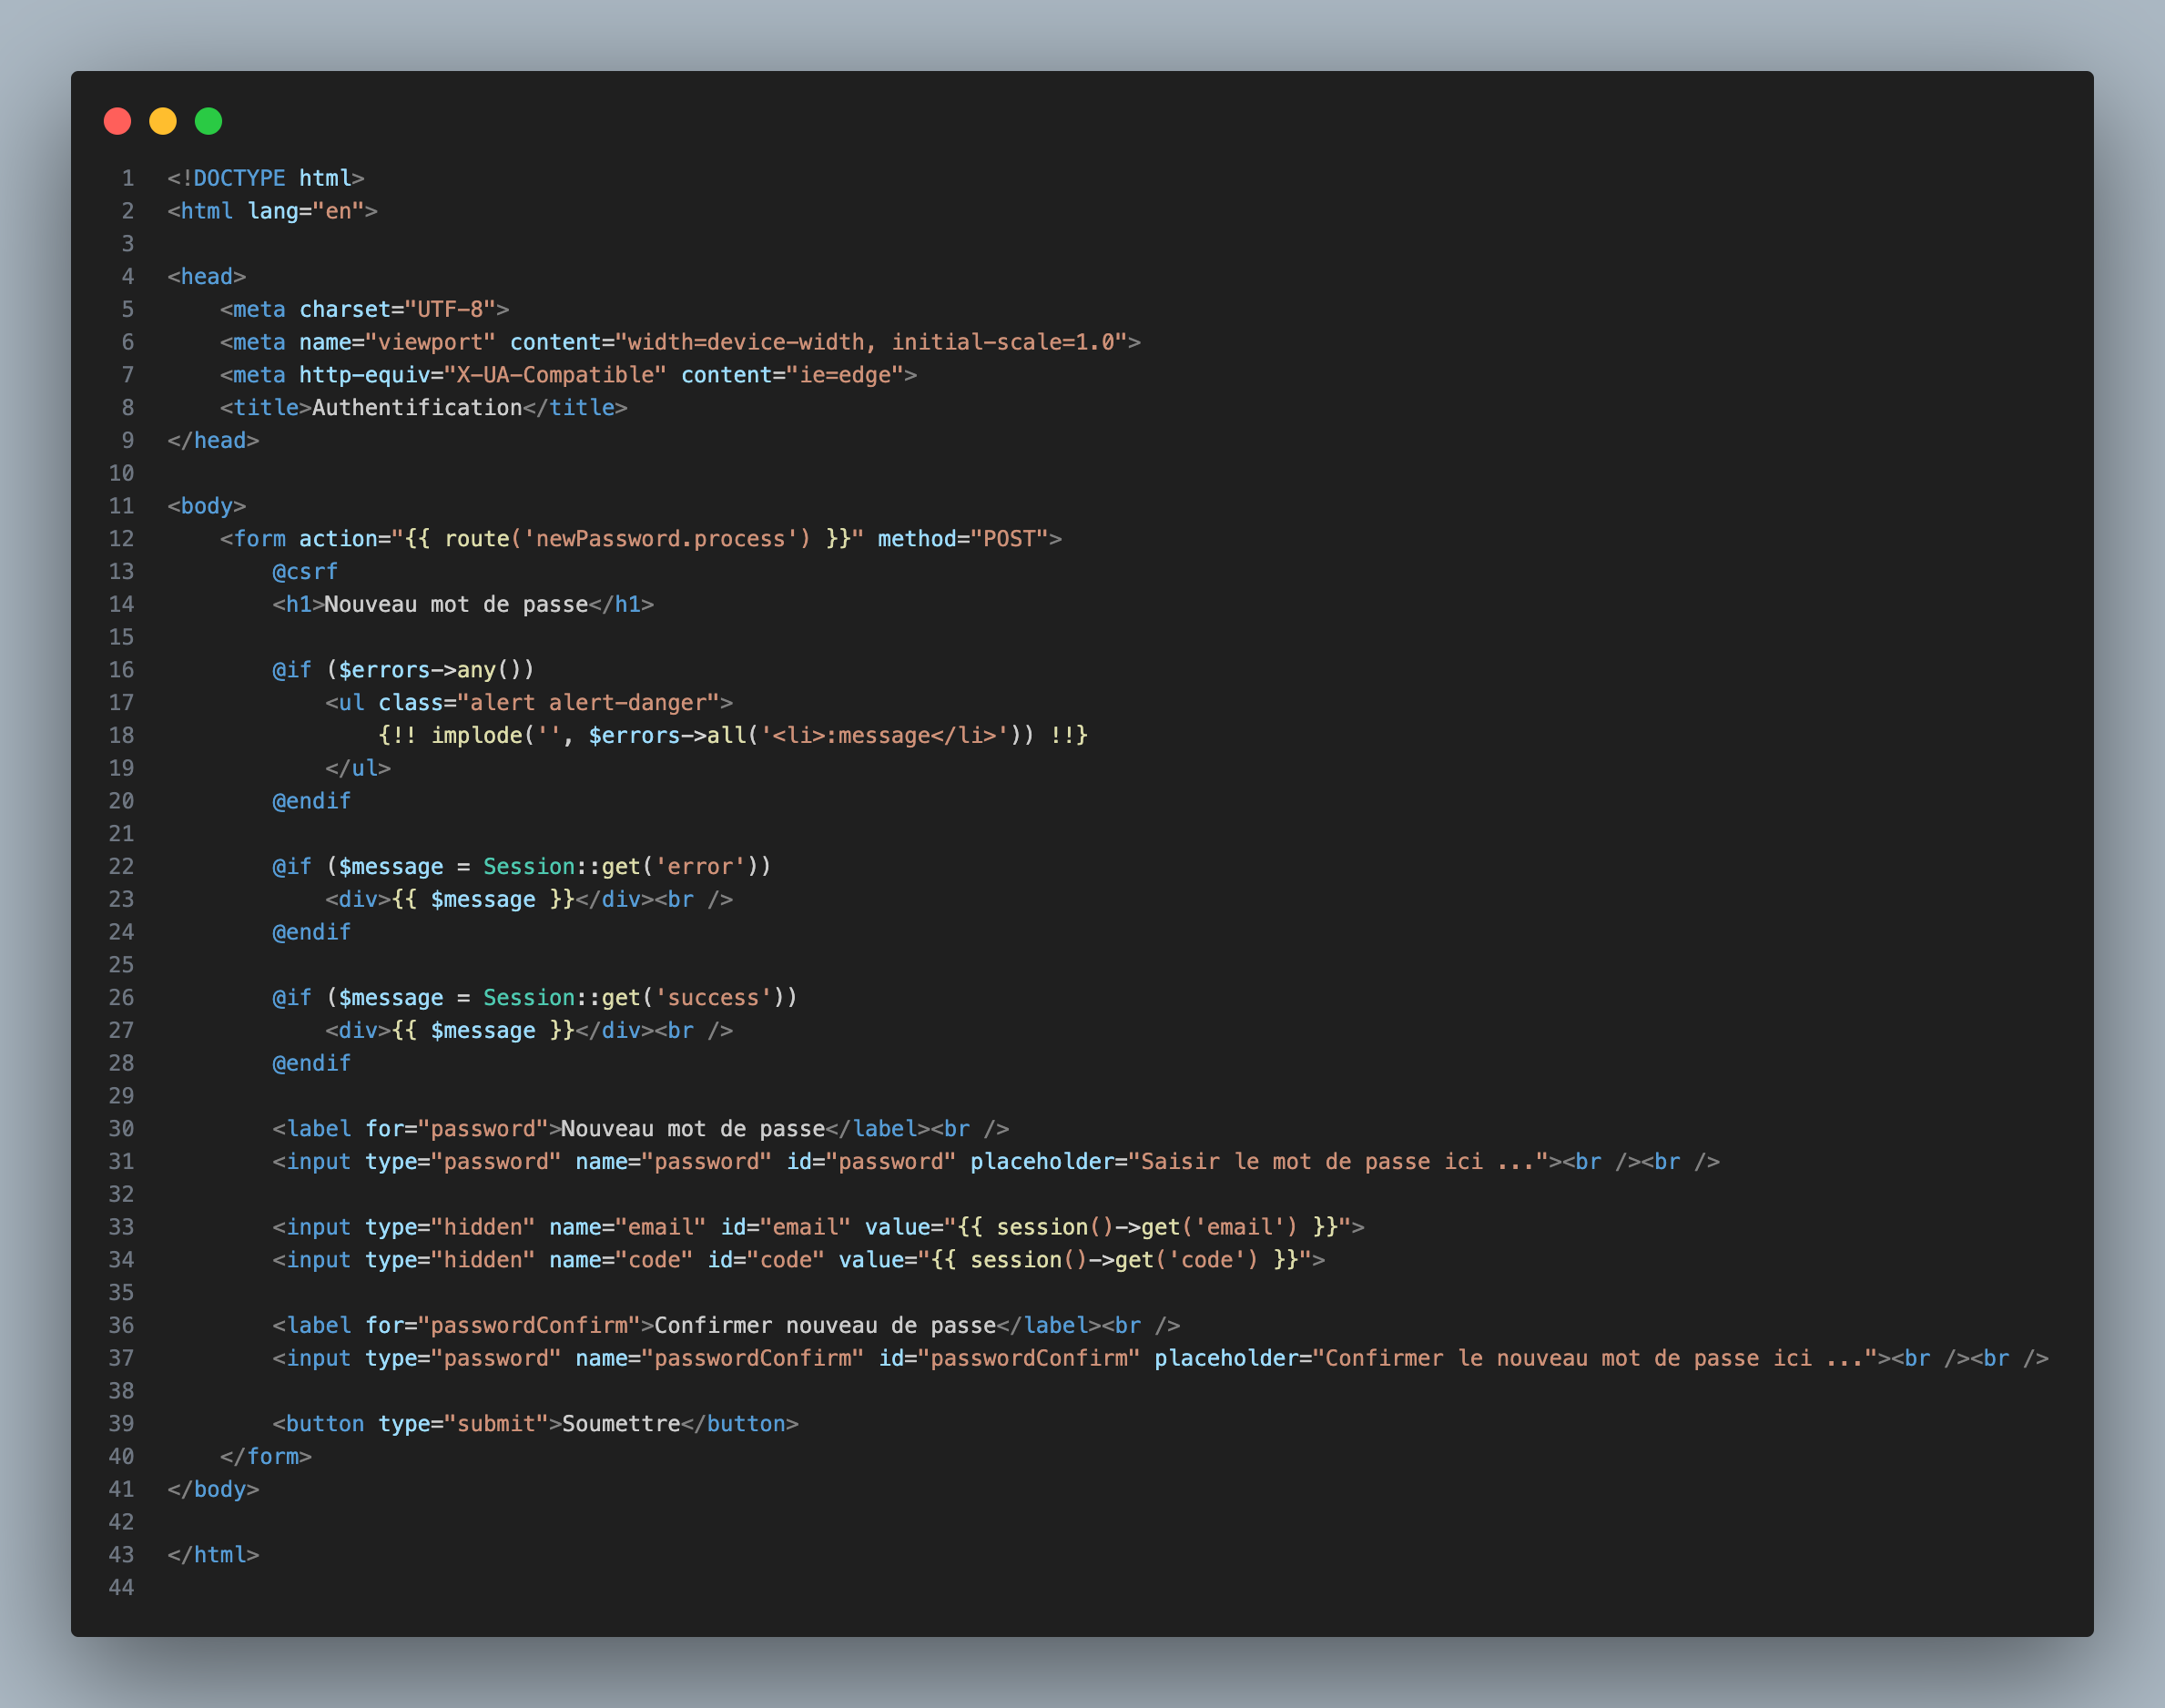 1 <!DOCTYPE html>
2 <html lang="en">
3
4 <head>
5     <meta charset="UTF-8">
6     <meta name="viewport" content="width=device-width, initial-scale=1.0">
7     <meta http-equiv="X-UA-Compatible" content="ie=edge">
8     <title>Authentification</title>
9 </head>
10
11 <body>
12     <form action="{{ route('newPassword.process') }}" method="POST">
13         @csrf
14         <h1>Nouveau mot de passe</h1>
15
16         @if ($errors->any())
17             <ul class="alert alert-danger">
18                 {!! implode('', $errors->all('<li>:message</li>')) !!}
19             </ul>
20         @endif
21
22         @if ($message = Session::get('error'))
23             <div>{{ $message }}</div><br />
24         @endif
25
26         @if ($message = Session::get('success'))
27             <div>{{ $message }}</div><br />
28         @endif
29
30         <label for="password">Nouveau mot de passe</label><br />
31         <input type="password" name="password" id="password" placeholder="Saisir le mot de passe ici ..."><br /><br />
32
33         <input type="hidden" name="email" id="email" value="{{ session()->get('email') }}">
34         <input type="hidden" name="code" id="code" value="{{ session()->get('code') }}">
35
36         <label for="passwordConfirm">Confirmer nouveau de passe</label><br />
37         <input type="password" name="passwordConfirm" id="passwordConfirm" placeholder="Confirmer le nouveau mot de passe ici ..."><br /><br />
38
39         <button type="submit">Soumettre</button>
40     </form>
41 </body>
42
43 </html>
44